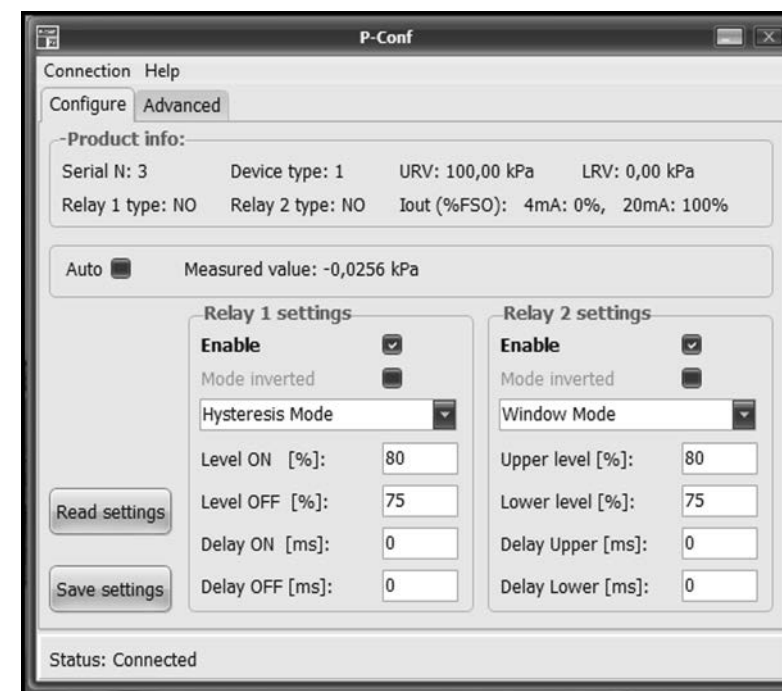 P-Conf
Connection Help
Configure Advanced
-Product info:
Serial N: 3 Device type: 1 URV: 100,00 kPa LRV: 0,00 kPa
Relay 1 type: NO Relay 2 type: NO Iout (%FSO): 4mA: 0%, 20mA: 100%
Auto Measured value: -0,0256 kPa
Relay 1 settings
Enable
Mode inverted
Hysteresis Mode
Level ON [%]: 80
Level OFF [%]: 75
Delay ON [ms]: 0
Delay OFF [ms]: 0
Relay 2 settings
Enable
Mode inverted
Window Mode
Upper level [%]: 80
Lower level [%]: 75
Delay Upper [ms]: 0
Delay Lower [ms]: 0
Read settings
Save settings
Status: Connected